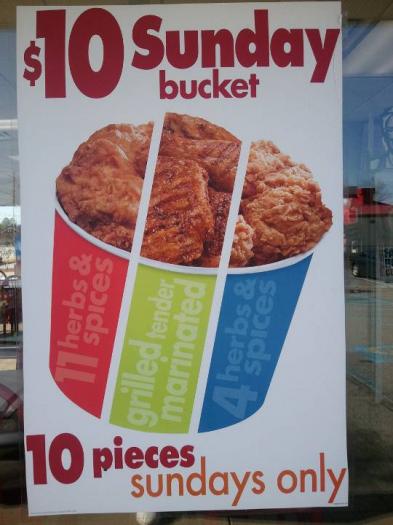 $10 Sunday
bucket
11 herbs &
spices
grilled tender
marinated
4 herbs &
spices
10 pieces
sundays only